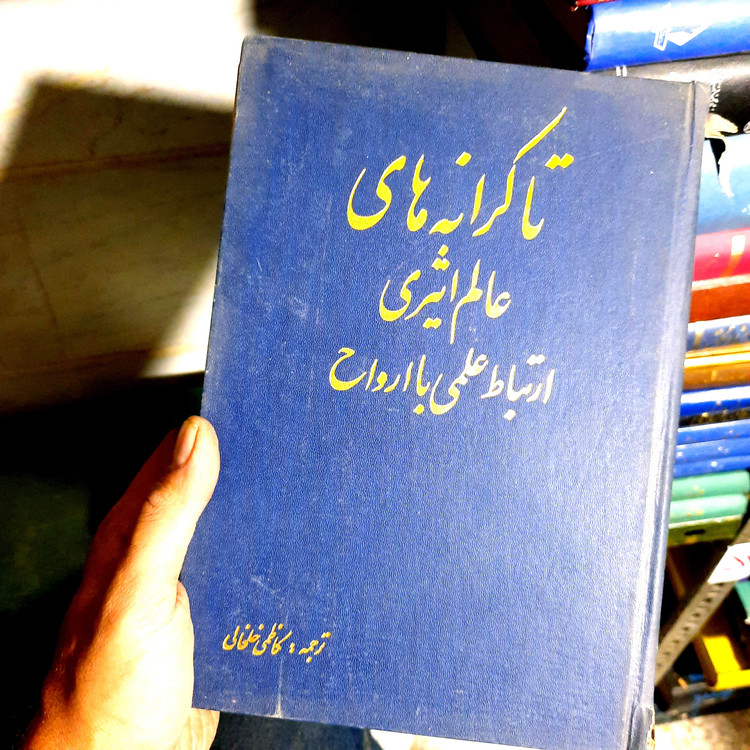 تا کرانه های
عالم اثیری
ارتباط علمی با ارواح
ترجمه : کاظمی خلخالی